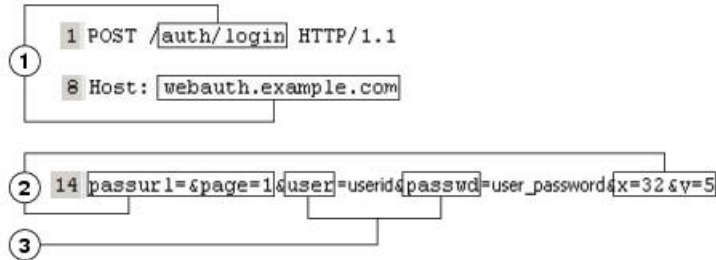 1 POST /auth/login HTTP/1.1
1
8 Host: webauth.example.com
2
14 passurl=&page=1&user=userid&passwd=user_password&x=32&y=5
3